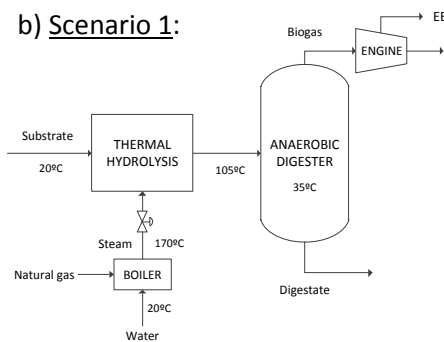 b) Scenario 1:
EE
Biogas
ENGINE
Substrate
20ºC
THERMAL
HYDROLYSIS
105ºC
ANAEROBIC
DIGESTER
35ºC
Steam
170ºC
Natural gas
BOILER
20ºC
Water
Digestate